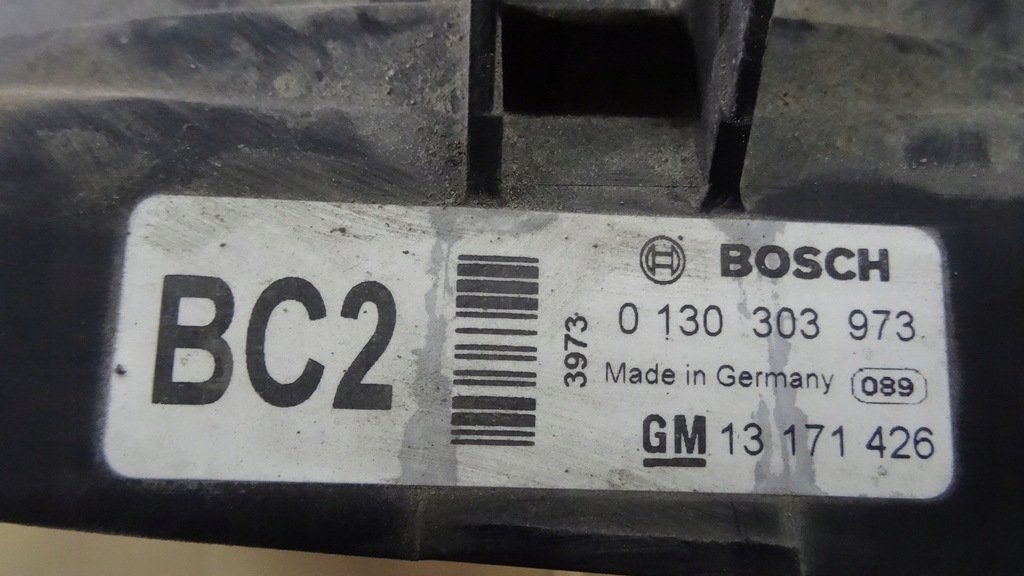 BC2
3973
BOSCH
0 130 303 973
Made in Germany 089
GM 13 171 426